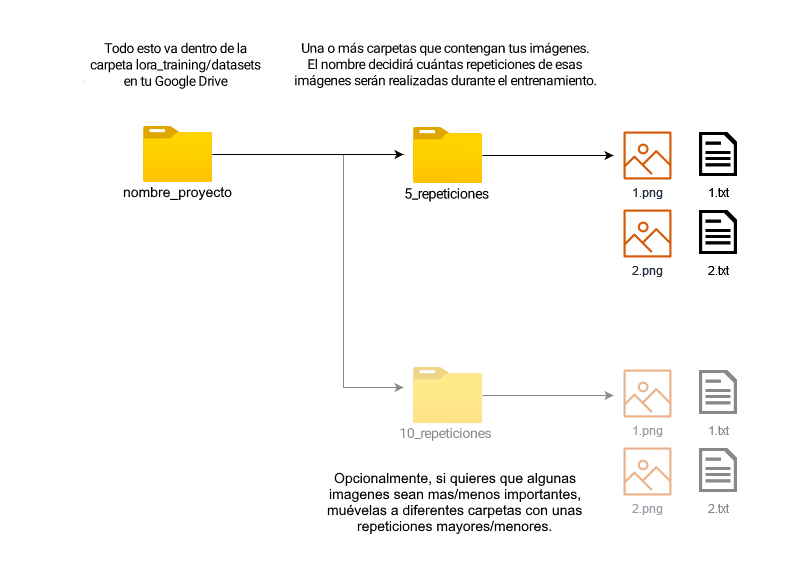 Todo esto va dentro de la
carpeta lora_training/datasets
en tu Google Drive
Una o más carpetas que contengan tus imágenes.
El nombre decidirá cuántas repeticiones de esas
imágenes serán realizadas durante el entrenamiento.
nombre_proyecto
5_repeticiones
1.png
1.txt
2.png
2.txt
10_repeticiones
1.png
1.txt
2.png
2.txt
Opcionalmente, si quieres que algunas
imagenes sean mas/menos importantes,
muévelas a diferentes carpetas con unas
repeticiones mayores/menores.